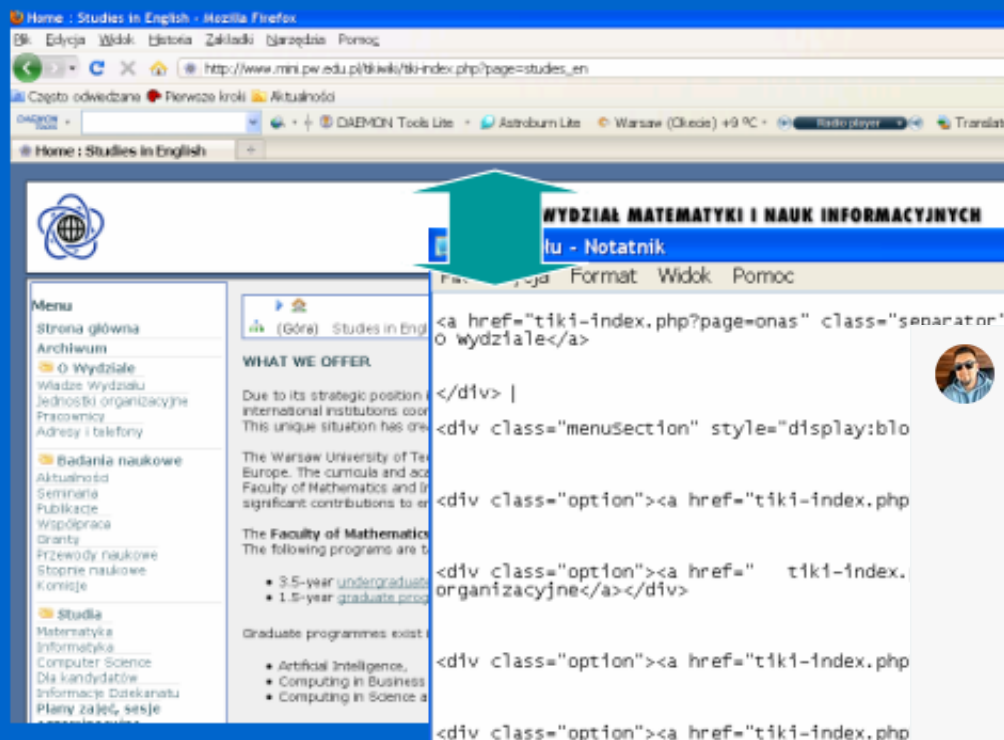 Home : Studies in English - Mozilla Firefox
Plik Edycja Widok Historia Zakładki Narzędzia Pomoc
http://www.mini.pw.edu.pl/tikiwiki/tiki-index.php?page=studies_en
Często odwiedzane Pierwsze kroki Aktualności
DAEMON Tools Lite Astroburn Lite Warsaw (Okecie) +9 °C Radio player Translat
Home : Studies in English
WYDZIAŁ MATEMATYKI I NAUK INFORMACYJNYCH
łu - Notatnik
Format Widok Pomoc
Menu
Strona główna
Archiwum
O Wydziale
Władze Wydziału
Jednostki organizacyjne
Pracownicy
Adresy i telefony
Badania naukowe
Aktualności
Seminaria
Publikacje
Współpraca
Granty
Przewody naukowe
Stopnie naukowe
Komisje
Studia
Matematyka
Informatyka
Computer Science
Dla kandydatów
Informacje Dziekanatu
Plany zajęć, sesje
(Góra) Studies in Engl
WHAT WE OFFER
Due to its strategic position
international institutions
This unique situation has
The Warsaw University of
Europe. The curricula and
Faculty of Mathematics and
significant contributions to
The Faculty of Mathematics
The following programs are
3.5-year undergraduate
1.5-year graduate prog
Graduate programmes exist
Artificial Intelligence,
Computing in Business
Computing in Science
<a href="tiki-index.php?page=onas" class="separator"
o wydziale</a>
</div>
<div class="menuSection" style="display:blo
<div class="option"><a href="tiki-index.php
<div class="option"><a href=" tiki-index.
organizacyjne</a></div>
<div class="option"><a href="tiki-index.php
<div class="option"><a href="tiki-index.php